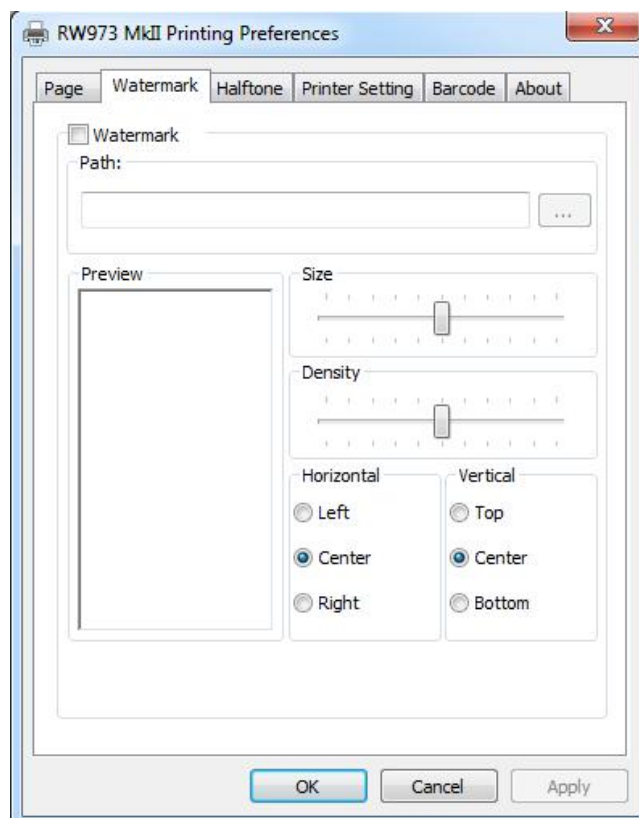 RW973 MkII Printing Preferences
Page Watermark Halftone Printer Setting Barcode About
Watermark
Path:
...
Preview
Size
Density
Horizontal Vertical
Left Top
Center Center
Right Bottom
OK Cancel Apply